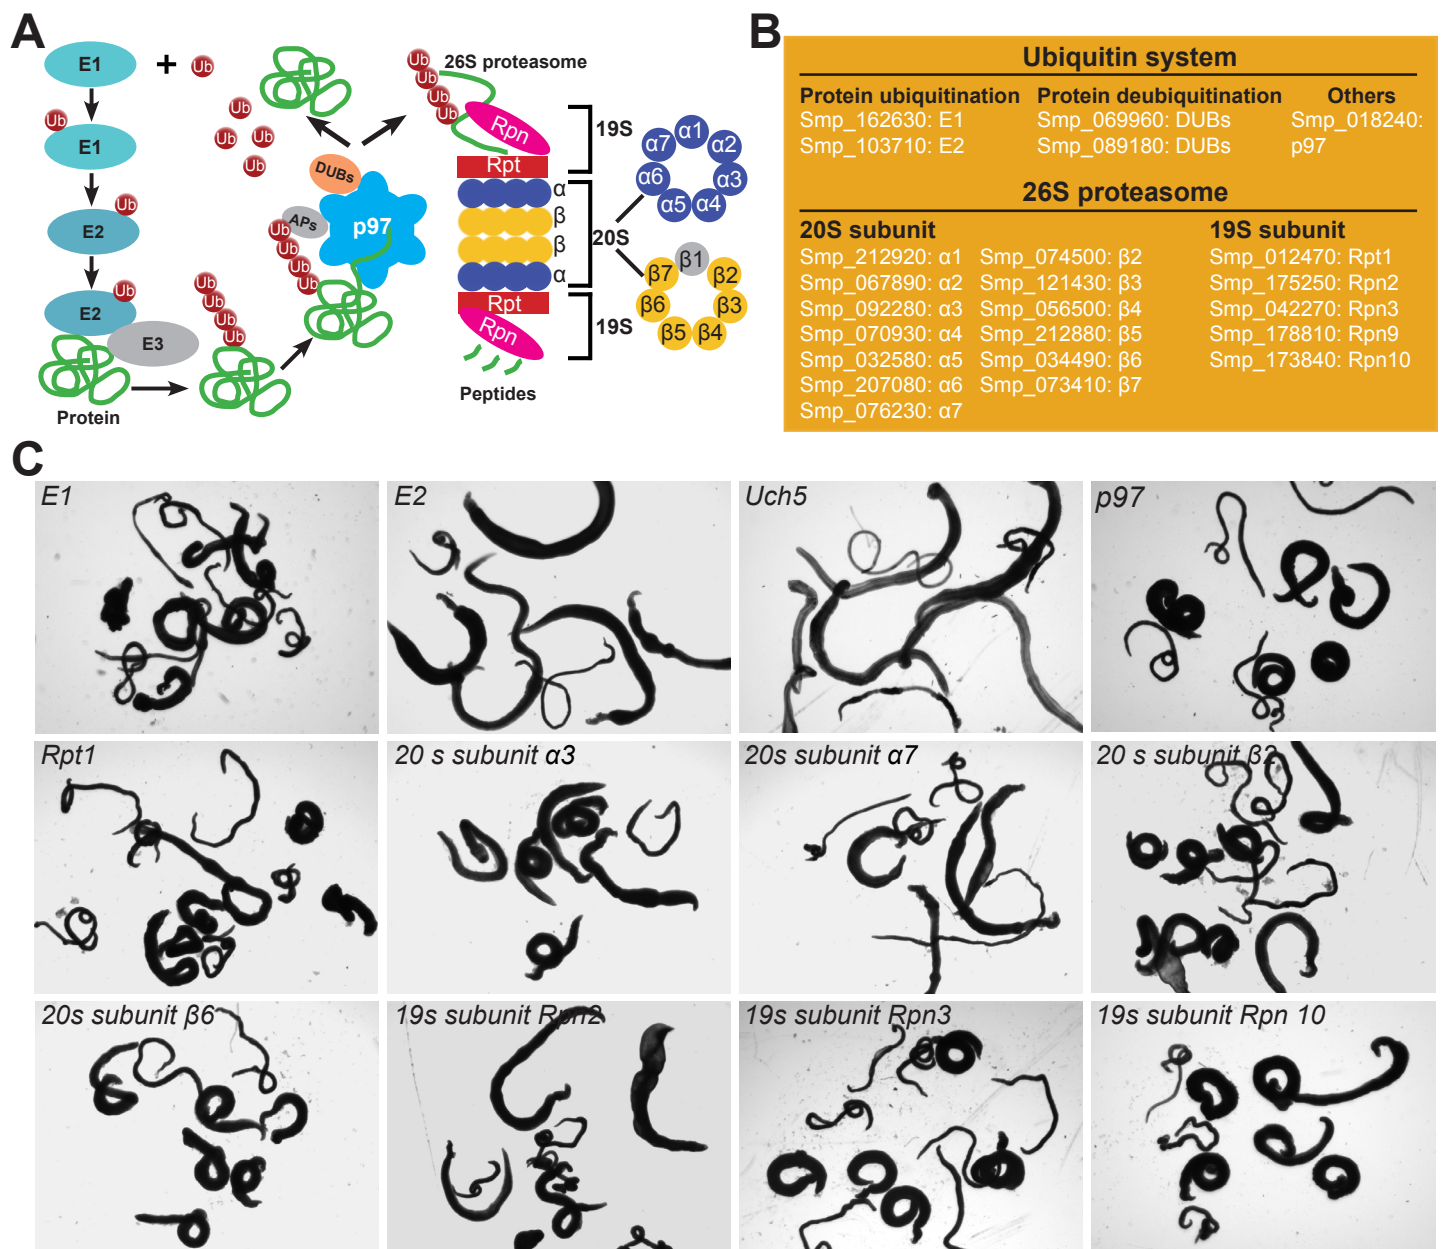 A
E1
+
Ub
Ub
E1
Ub
Ub
Ub
Ub
Ub
E2
Ub
E2
E3
Protein
Ub
Ub
Ub
Ub
DUBs
APs
p97
Ub
Ub
Ub
Ub
Ub
Ub
Ub
Ub
26S proteasome
Rpn
Rpt
19S
α
β
β
α
20S
Rpt
Rpn
19S
Peptides
α1
α2
α3
α4
α5
α6
α7
β1
β2
β3
β4
β5
β6
β7
B
Ubiquitin system
Protein ubiquitination Protein deubiquitination Others
Smp_162630: E1 Smp_069960: DUBs Smp_018240:
Smp_103710: E2 Smp_089180: DUBs p97
26S proteasome
20S subunit 19S subunit
Smp_212920: α1 Smp_074500: β2 Smp_012470: Rpt1
Smp_067890: α2 Smp_121430: β3 Smp_175250: Rpn2
Smp_092280: α3 Smp_056500: β4 Smp_042270: Rpn3
Smp_070930: α4 Smp_212880: β5 Smp_178810: Rpn9
Smp_032580: α5 Smp_034490: β6 Smp_173840: Rpn10
Smp_207080: α6 Smp_073410: β7
Smp_076230: α7
C
E1
E2
Uch5
p97
Rpt1
20 s subunit α3
20s subunit α7
20 s subunit β2
20s subunit β6
19s subunit Rpn2
19s subunit Rpn3
19s subunit Rpn 10